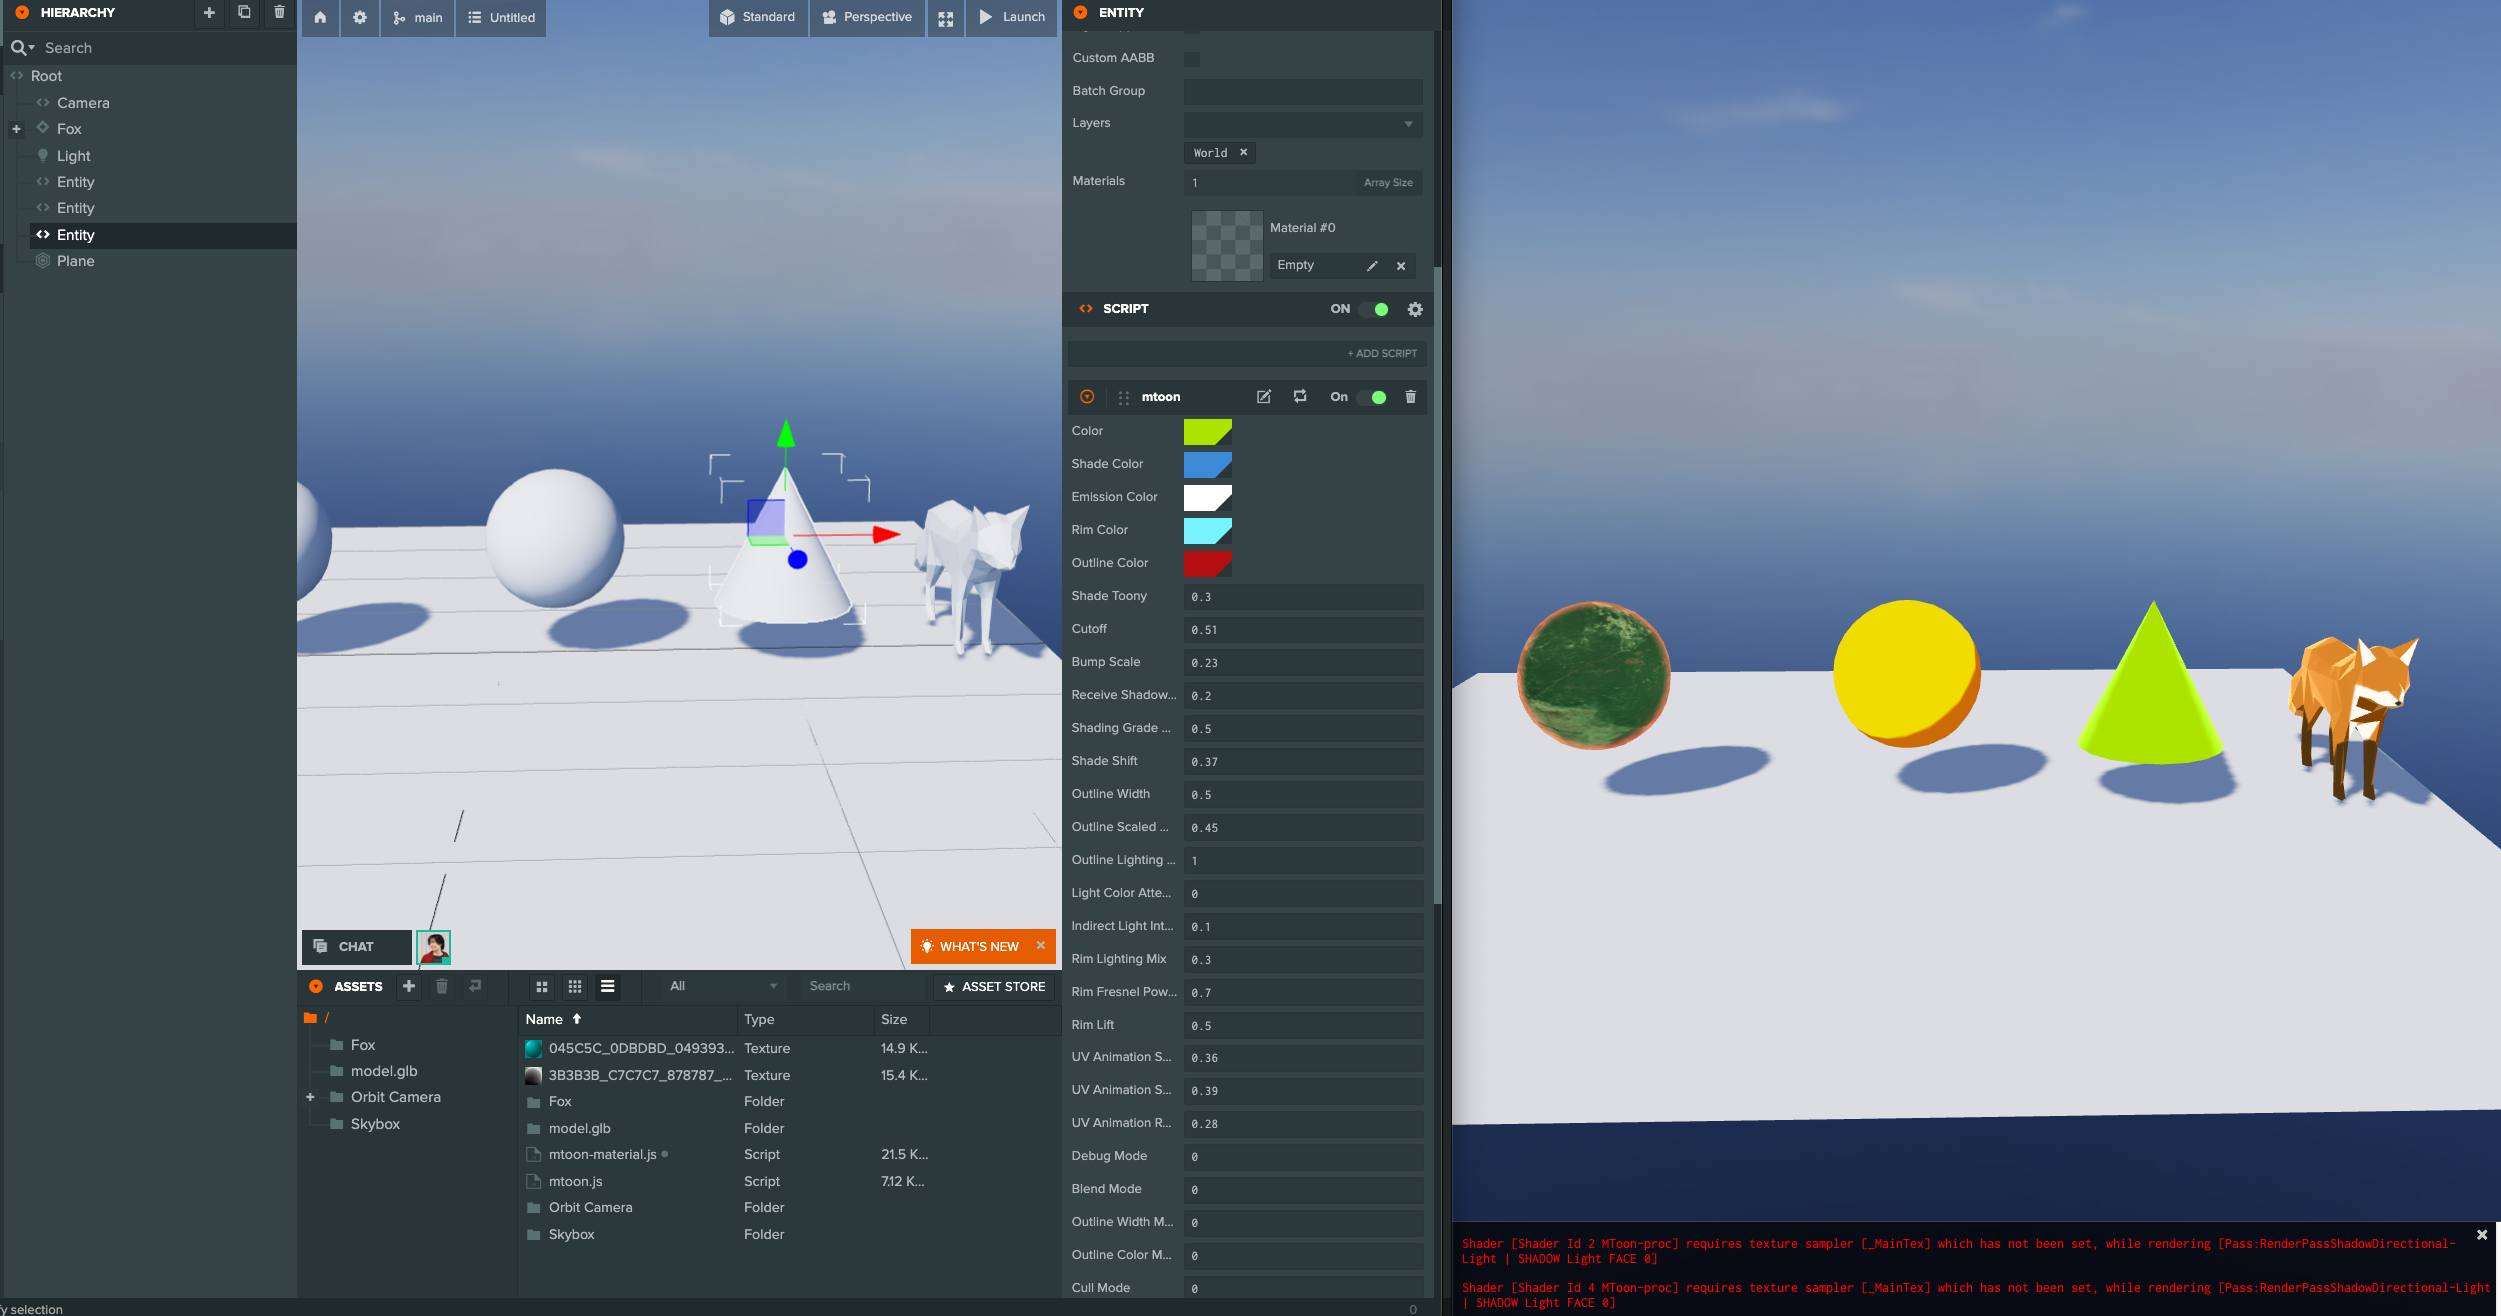 HIERARCHY
Search
Root
Camera
Fox
Light
Entity
Entity
Entity
Plane
main
Untitled
Standard
Perspective
Launch
CHAT
WHAT'S NEW
ASSETS
All
Search
ASSET STORE
/
Fox
model.glb
Orbit Camera
Skybox
Name Type Size
045C5C_0DBDBD_049393... Texture 14.9 K...
3B3B3B_C7C7C7_878787_... Texture 15.4 K...
Fox Folder
model.glb Folder
mtoon-material.js Script 21.5 K...
mtoon.js Script 7.12 K...
Orbit Camera Folder
Skybox Folder
fy selection
0
ENTITY
Custom AABB
Batch Group
Layers
World
Materials 1 Array Size
Material #0
Empty
SCRIPT ON
+ ADD SCRIPT
mtoon On
Color
Shade Color
Emission Color
Rim Color
Outline Color
Shade Toony 0.3
Cutoff 0.51
Bump Scale 0.23
Receive Shadow... 0.2
Shading Grade ... 0.5
Shade Shift 0.37
Outline Width 0.5
Outline Scaled ... 0.45
Outline Lighting ... 1
Light Color Atte... 0
Indirect Light Int... 0.1
Rim Lighting Mix 0.3
Rim Fresnel Pow... 0.7
Rim Lift 0.5
UV Animation S... 0.36
UV Animation S... 0.39
UV Animation R... 0.28
Debug Mode 0
Blend Mode 0
Outline Width M... 0
Outline Color M... 0
Cull Mode 0
Shader [Shader Id 2 MToon-proc] requires texture sampler [_MainTex] which has not been set, while rendering [Pass:RenderPassShadowDirectional-
Light | SHADOW Light FACE 0]
Shader [Shader Id 4 MToon-proc] requires texture sampler [_MainTex] which has not been set, while rendering [Pass:RenderPassShadowDirectional-Light
| SHADOW Light FACE 0]